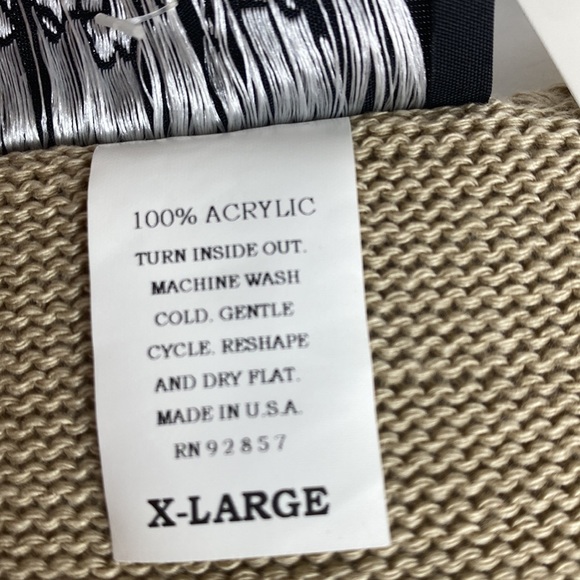 100% ACRYLIC
TURN INSIDE OUT.
MACHINE WASH
COLD. GENTLE
CYCLE. RESHAPE
AND DRY FLAT.
MADE IN U.S.A.
RN 92857
X-LARGE